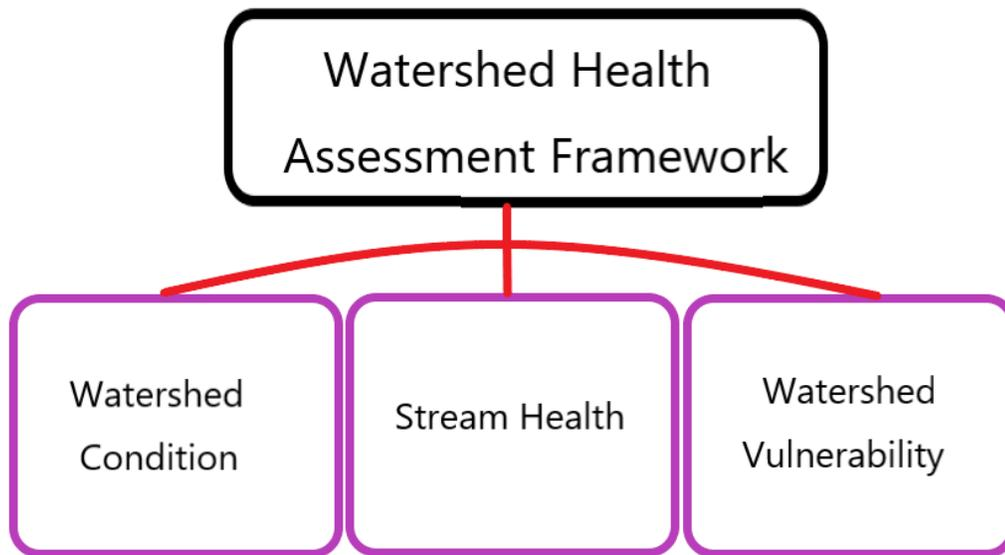 Watershed Health
Assessment Framework
Watershed
Condition
Stream Health
Watershed
Vulnerability